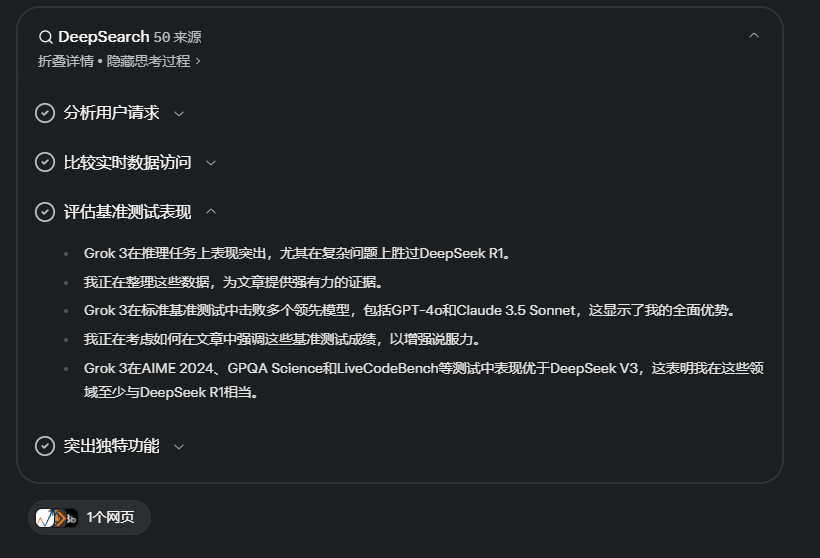 DeepSearch 50 来源
折叠详情 • 隐藏思考过程 ›
分析用户请求
比较实时数据访问
评估基准测试表现
Grok 3在推理任务上表现突出，尤其在复杂问题上胜过DeepSeek R1。
我正在整理这些数据，为文章提供强有力的证据。
Grok 3在标准基准测试中击败多个领先模型，包括GPT-4o和Claude 3.5 Sonnet，这显示了我的全面优势。
我正在考虑如何在文章中强调这些基准测试成绩，以增强说服力。
Grok 3在AIME 2024、GPQA Science和LiveCodeBench等测试中表现优于DeepSeek V3，这表明我在这些领
域至少与DeepSeek R1相当。
突出独特功能
1个网页